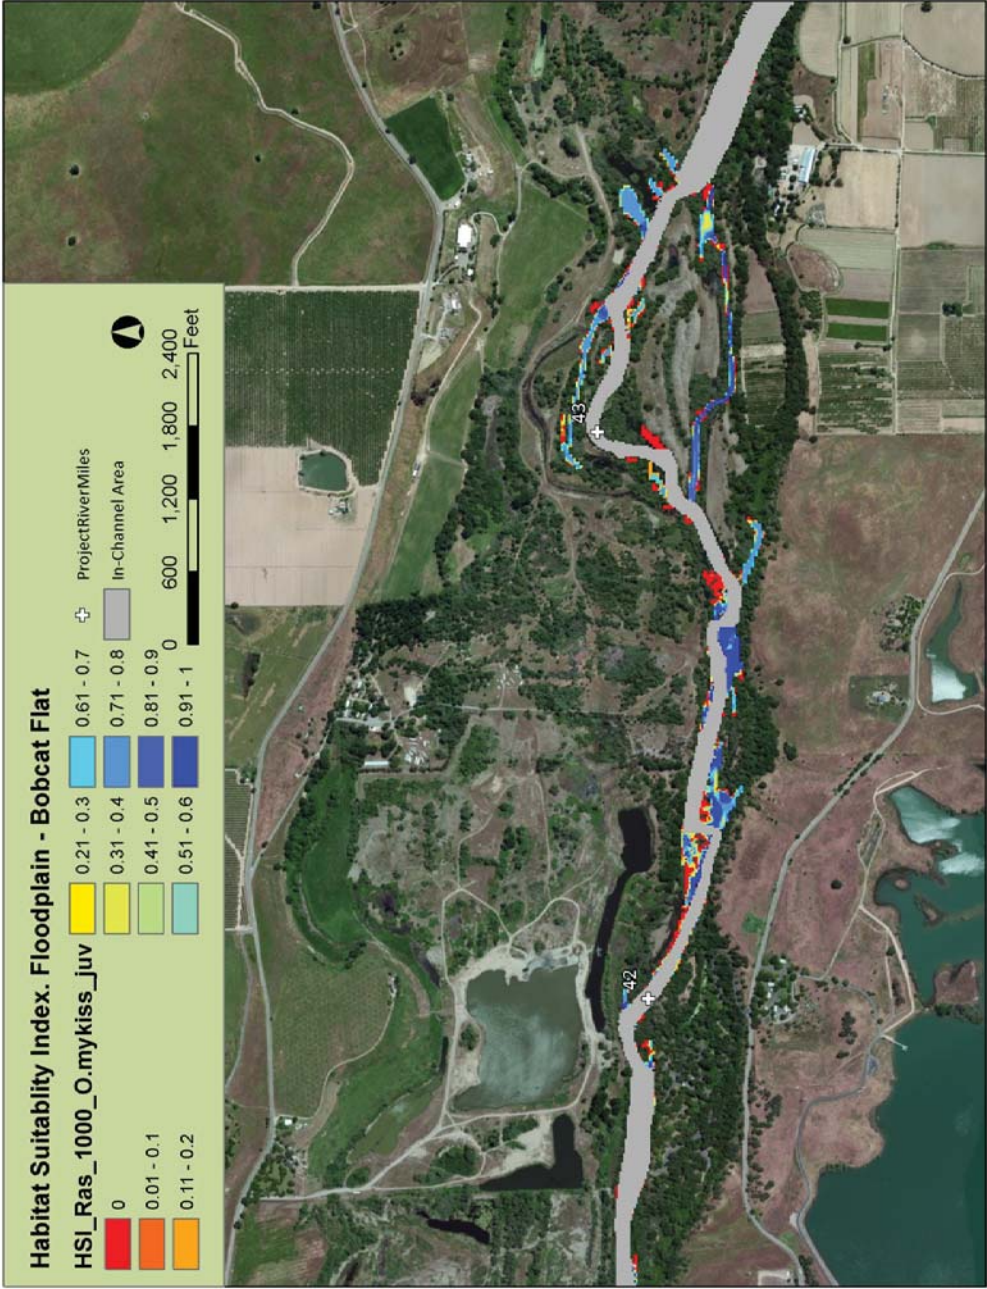 Habitat Suitablity Index. Floodplain - Bobcat Flat
HSI_Ras_1000_O.mykiss_juv
0
0.01 - 0.1
0.11 - 0.2
0.21 - 0.3
0.31 - 0.4
0.41 - 0.5
0.51 - 0.6
0.61 - 0.7
0.71 - 0.8
0.81 - 0.9
0.91 - 1
ProjectRiverMiles
In-Channel Area
0 600 1,200 1,800 2,400
Feet
42
43